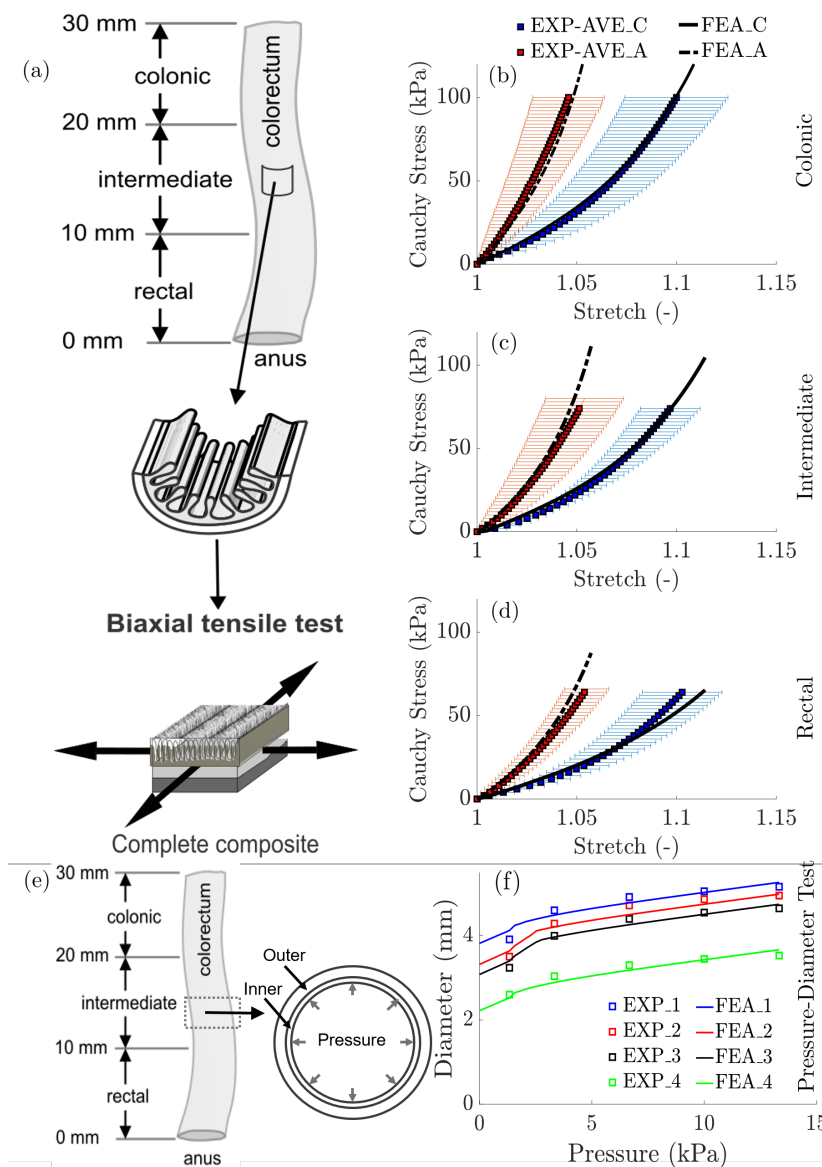 (a)
30 mm
colonic
20 mm
intermediate
10 mm
rectal
0 mm
colorectum
anus
Biaxial tensile test
Complete composite
EXP-AVE_C
FEA_C
EXP-AVE_A
FEA_A
(b)
Cauchy Stress (kPa)
100
50
0
1
1.05
1.1
1.15
Stretch (-)
Colonic
(c)
Cauchy Stress (kPa)
100
50
0
1
1.05
1.1
1.15
Stretch (-)
Intermediate
(d)
Cauchy Stress (kPa)
100
50
0
1
1.05
1.1
1.15
Stretch (-)
Rectal
(e)
30 mm
colonic
20 mm
intermediate
10 mm
rectal
0 mm
colorectum
anus
Outer
Inner
Pressure
(f)
Diameter (mm)
4
2
0
0
5
10
15
Pressure (kPa)
EXP_1
FEA_1
EXP_2
FEA_2
EXP_3
FEA_3
EXP_4
FEA_4
Pressure-Diameter Test